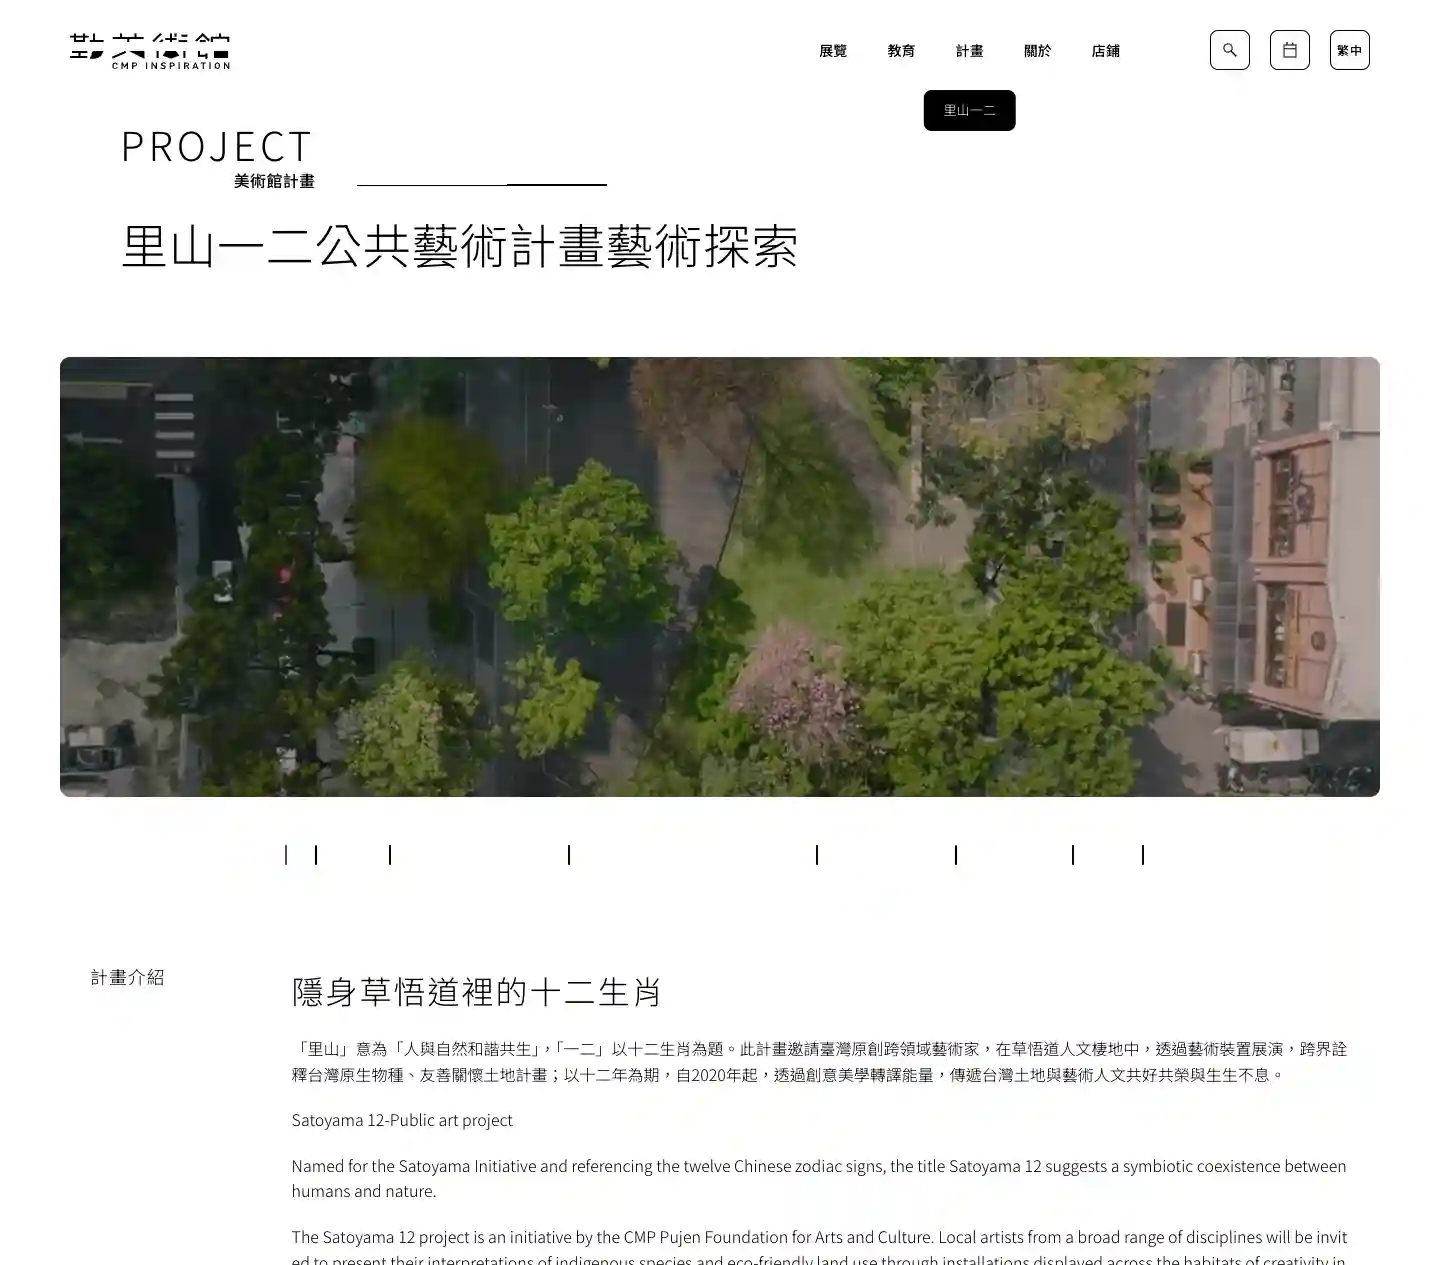 勤美術館
CMP INSPIRATION
展覽
教育
計畫
關於
店鋪
繁中
里山一二
PROJECT
美術館計畫
里山一二公共藝術計畫藝術探索
計畫介紹
隱身草悟道裡的十二生肖
「里山」意為「人與自然和諧共生」，「一二」以十二生肖為題。此計畫邀請臺灣原創跨領域藝術家，在草悟道人文棲地中，透過藝術裝置展演，跨界詮
釋台灣原生物種、友善關懷土地計畫；以十二年為期，自2020年起，透過創意美學轉譯能量，傳遞台灣土地與藝術人文共好共榮與生生不息。
Satoyama 12-Public art project
Named for the Satoyama Initiative and referencing the twelve Chinese zodiac signs, the title Satoyama 12 suggests a symbiotic coexistence between
humans and nature.
The Satoyama 12 project is an initiative by the CMP Pujen Foundation for Arts and Culture. Local artists from a broad range of disciplines will be invit
ed to present their interpretations of indigenous species and eco-friendly land use through installations displayed across the habitats of creativity in